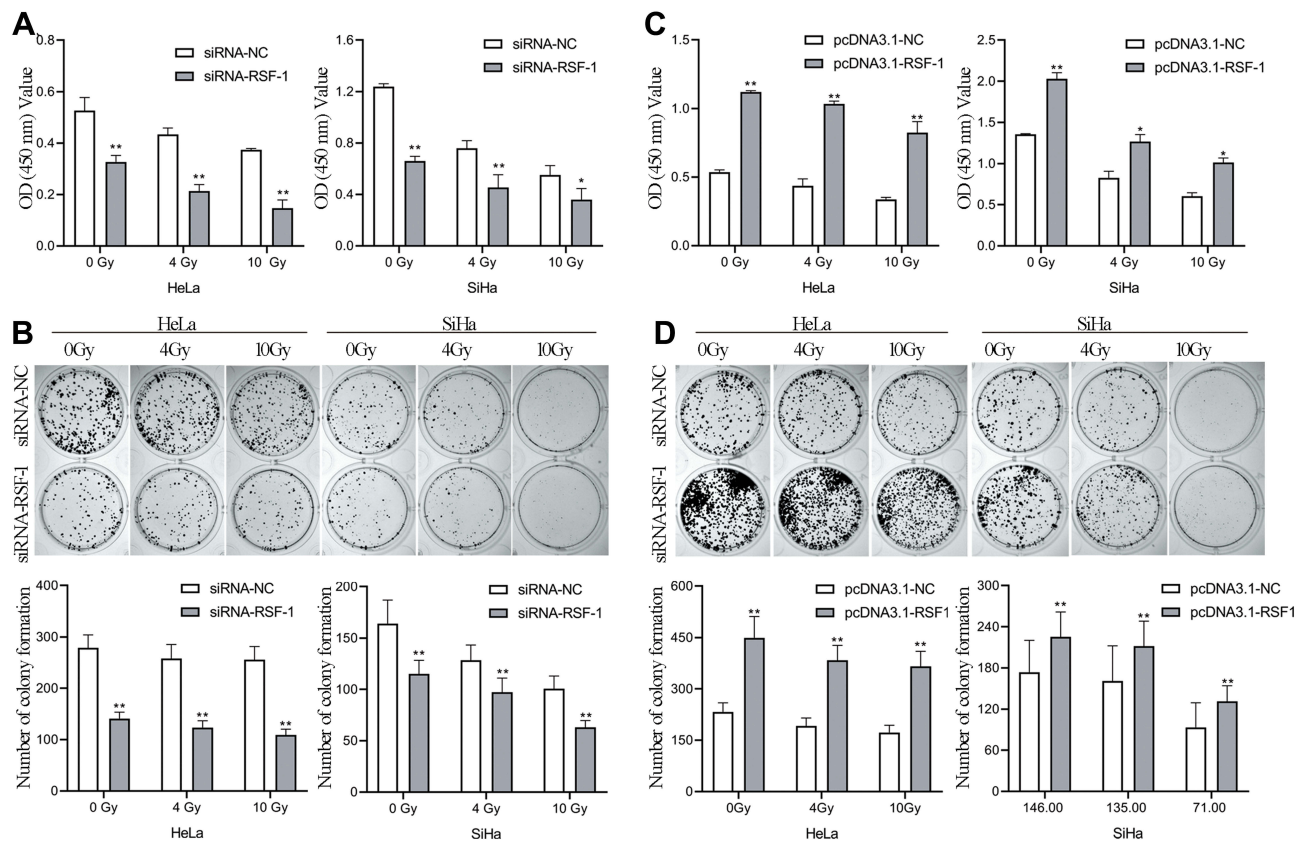 A.
0.8
0.6
0.4
0.2
0.0
OD (450 nm) Value
siRNA-NC
siRNA-RSF-1
**
**
**
0 Gy
4 Gy
10 Gy
HeLa
1.6
1.2
0.8
0.4
0.0
OD (450 nm) Value
siRNA-NC
siRNA-RSF-1
**
**
*
0 Gy
4 Gy
10 Gy
SiHa
C
1.5
1.0
0.5
0.0
OD (450 nm) Value
pcDNA3.1-NC
pcDNA3.1-RSF-1
**
**
**
0 Gy
4 Gy
10 Gy
HeLa
2.5
2.0
1.5
1.0
0.5
0.0
OD (450 nm) Value
pcDNA3.1-NC
pcDNA3.1-RSF-1
**
*
*
0 Gy
4 Gy
10 Gy
SiHa
B
HeLa
SiHa
0Gy
4Gy
10Gy
0Gy
4Gy
10Gy
siRNA-NC
siRNA-RSF-1
400
300
200
100
0
Number of colony formation
siRNA-NC
siRNA-RSF-1
**
**
**
0 Gy
4 Gy
10 Gy
HeLa
200
150
100
50
0
Number of colony formation
siRNA-NC
siRNA-RSF-1
**
**
**
0 Gy
4 Gy
10 Gy
SiHa
D
HeLa
SiHa
0Gy
4Gy
10Gy
0Gy
4Gy
10Gy
siRNA-NC
siRNA-RSF-1
600
450
300
150
0
Number of colony formation
pcDNA3.1-NC
pcDNA3.1-RSF1
**
**
**
0Gy
4Gy
10Gy
HeLa
300
240
180
120
60
0
Number of colony formation
pcDNA3.1-NC
pcDNA3.1-RSF1
**
**
**
146.00
135.00
71.00
SiHa